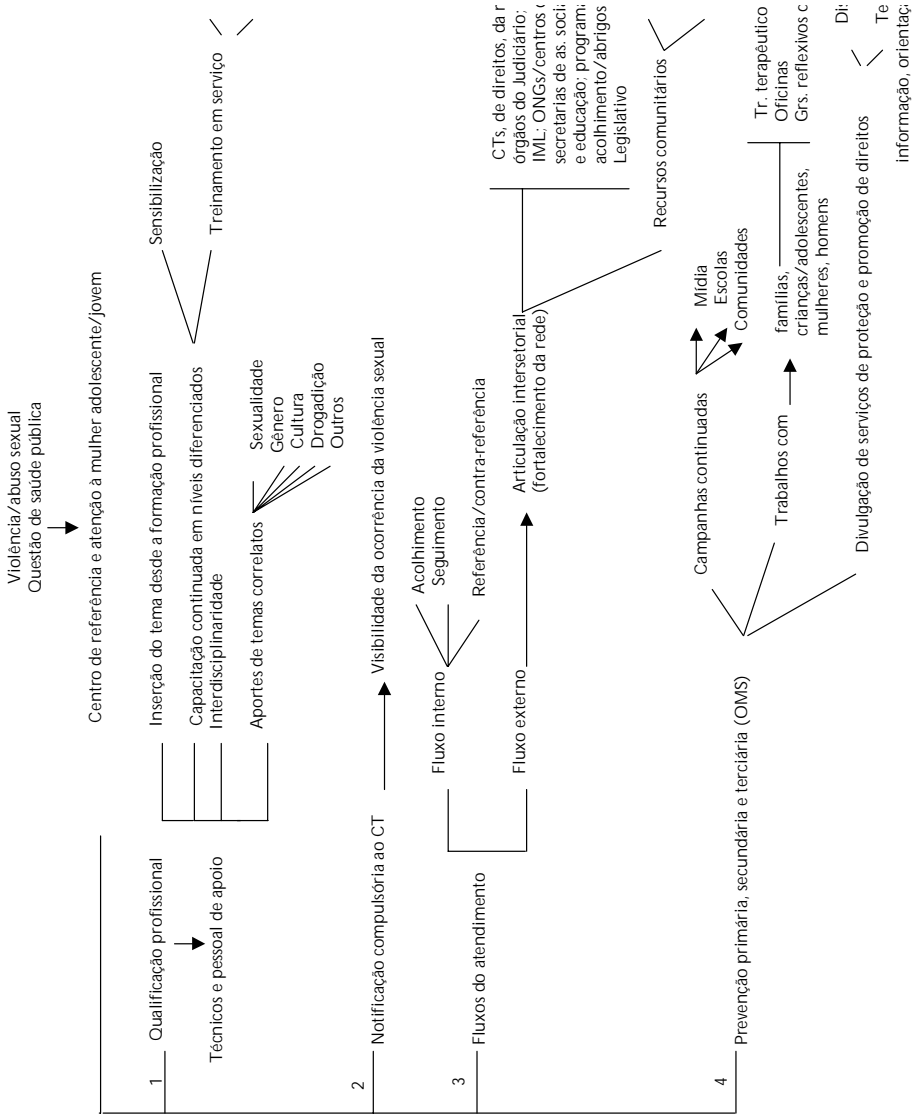 Violência/abuso sexual
Questão de saúde pública
Centro de referência e atenção à mulher adolescente/jovem
1
Qualificação profissional
Técnicos e pessoal de apoio
Inserção do tema desde a formação profissional
Capacitação continuada em níveis diferenciados
Interdisciplinaridade
Aportes de temas correlatos
Sensibilização
Treinamento em serviço
Sexualidade
Gênero
Cultura
Drogadição
Outros
2
Notificação compulsória ao CT
Visibilidade da ocorrência da violência sexual
3
Fluxos do atendimento
Fluxo interno
Acolhimento
Seguimento
Referência/contra-referência
Fluxo externo
Articulação intersetorial
(fortalecimento da rede)
CTs, de direitos, da
órgãos do Judiciário;
IML; ONGs/centros
secretarias de as.
e educação;
acolhimento/abrigos
Legislativo
Recursos comunitários
4
Prevenção primária, secundária e terciária (OMS)
Campanhas continuadas
Mídia
Escolas
Comunidades
Trabalhos com
famílias,
crianças/adolescentes,
mulheres, homens
Tr. terapêutico
Oficinas
Grs. reflexivos
Divulgação de serviços de proteção e promoção de direitos
informação,